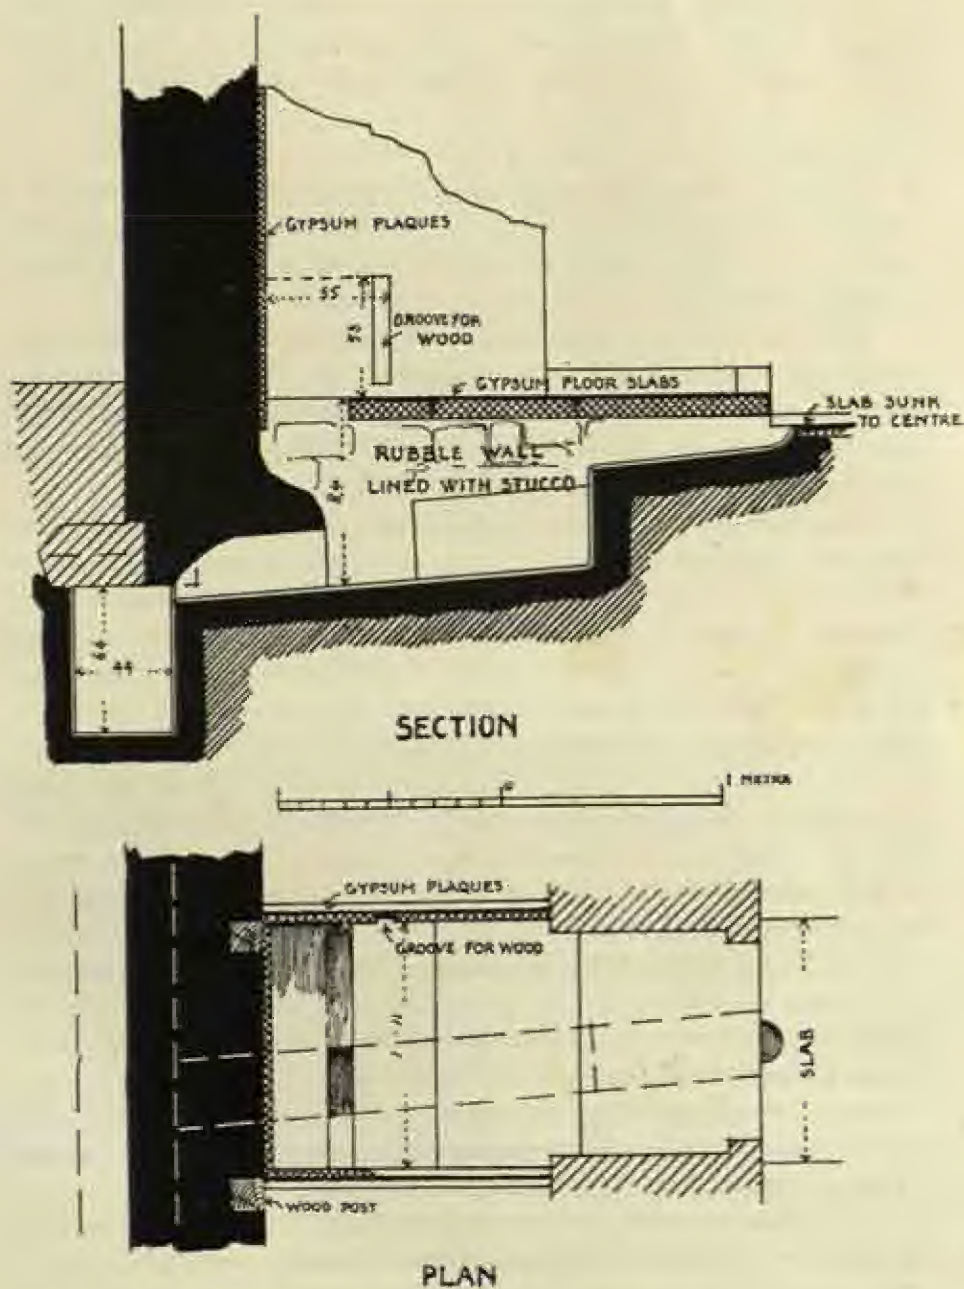 GYPSUM PLAQUES
55
GROOVE FOR
WOOD
GYPSUM FLOOR SLABS
SLAB SUNK
TO CENTRE
RUBBLE WALL
LINED WITH STUCCO
44
SECTION
1 METRE
GYPSUM PLAQUES
GROOVE FOR WOOD
SLAB
WOOD POST
PLAN